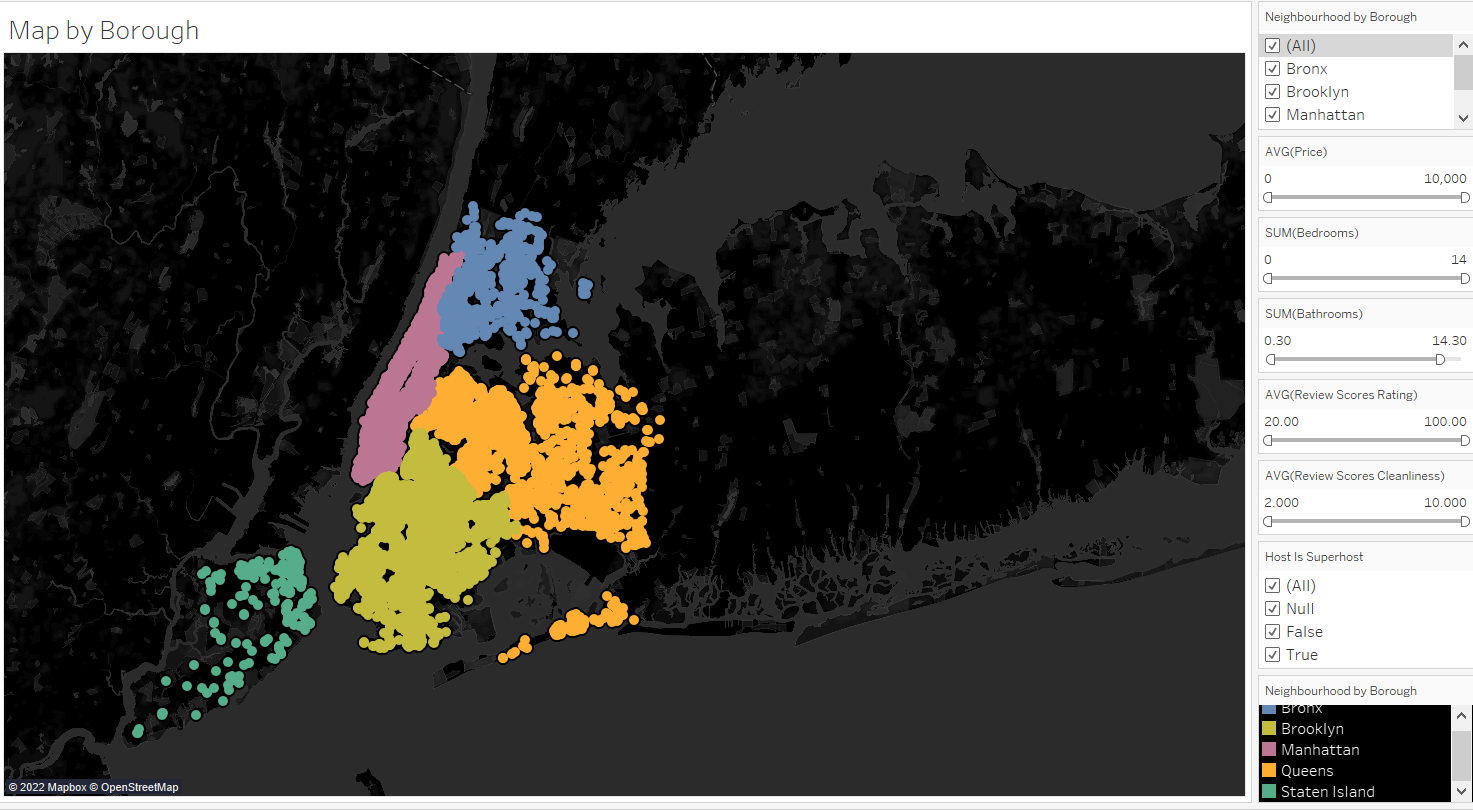 Map by Borough
© 2022 Mapbox © OpenStreetMap
Neighbourhood by Borough
(All)
Bronx
Brooklyn
Manhattan
AVG(Price)
0 10,000
SUM(Bedrooms)
0 14
SUM(Bathrooms)
0.30 14.30
AVG(Review Scores Rating)
20.00 100.00
AVG(Review Scores Cleanliness)
2.000 10.000
Host Is Superhost
(All)
Null
False
True
Neighbourhood by Borough
Bronx
Brooklyn
Manhattan
Queens
Staten Island